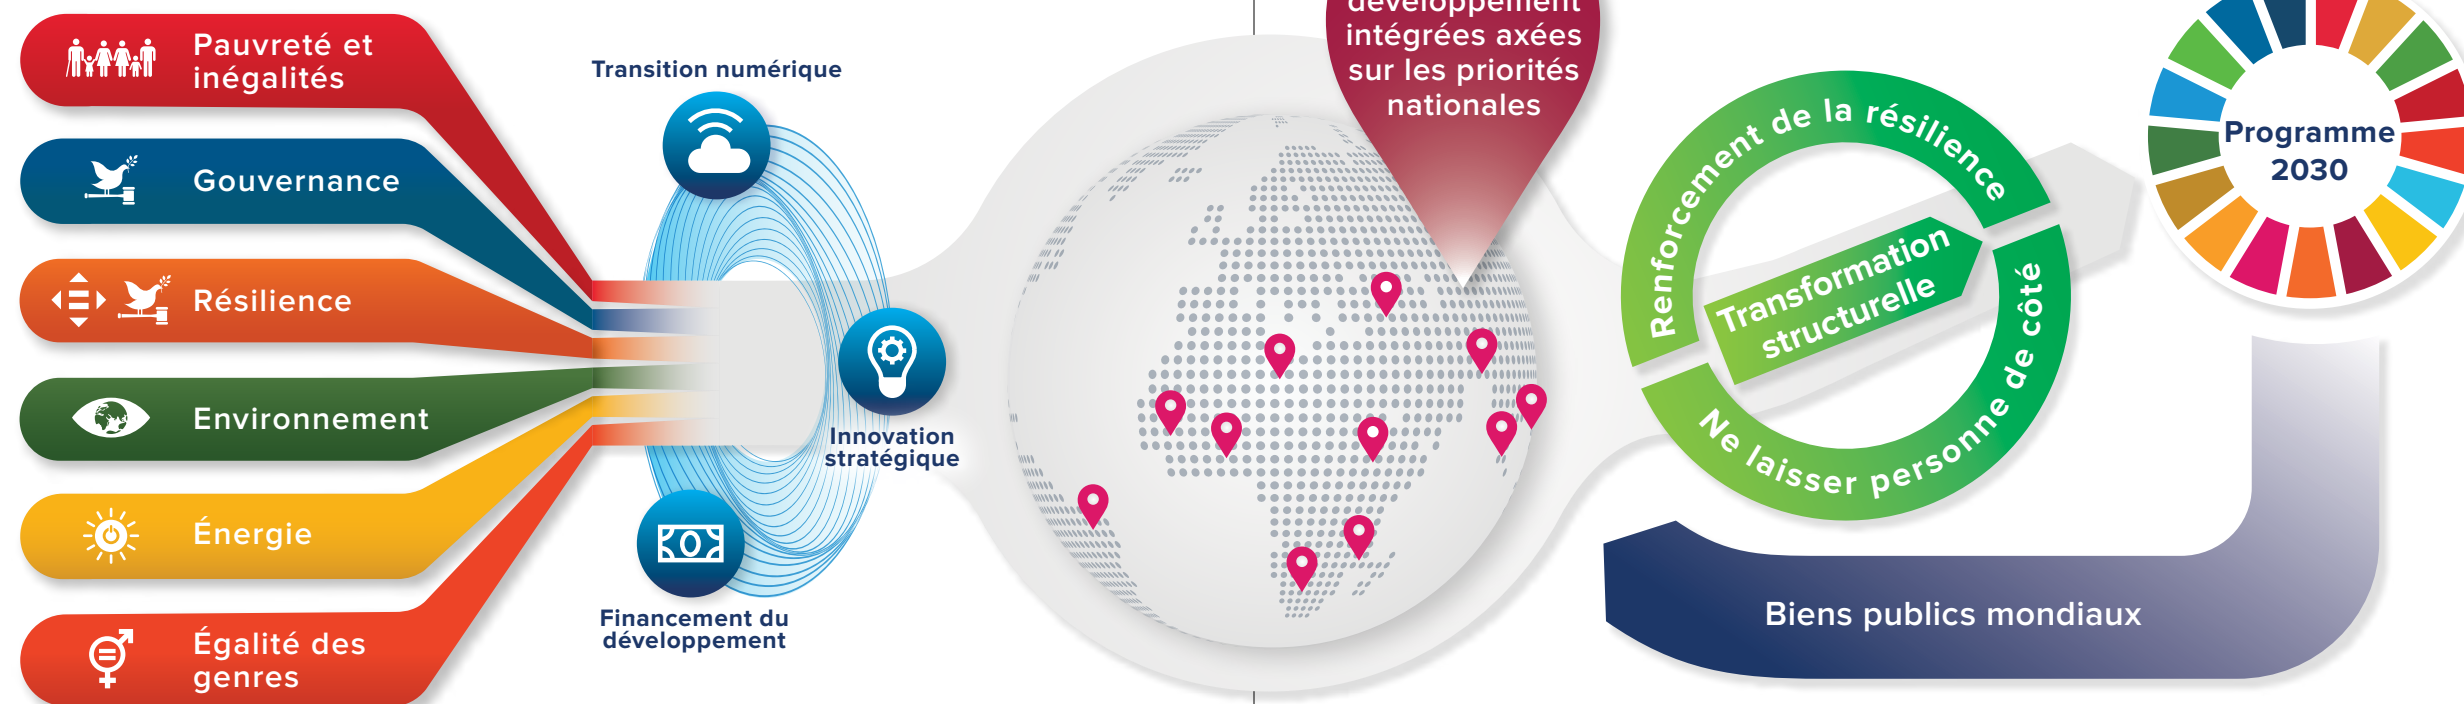 Pauvreté et
inégalités
Gouvernance
Résilience
Environnement
Énergie
Égalité des
genres
Transition numérique
Innovation
stratégique
Financement du
développement
développement
intégrées axées
sur les priorités
nationales
Renforcement de la résilience
Transformation
structurelle
Ne laisser personne de côté
Programme
2030
Biens publics mondiaux